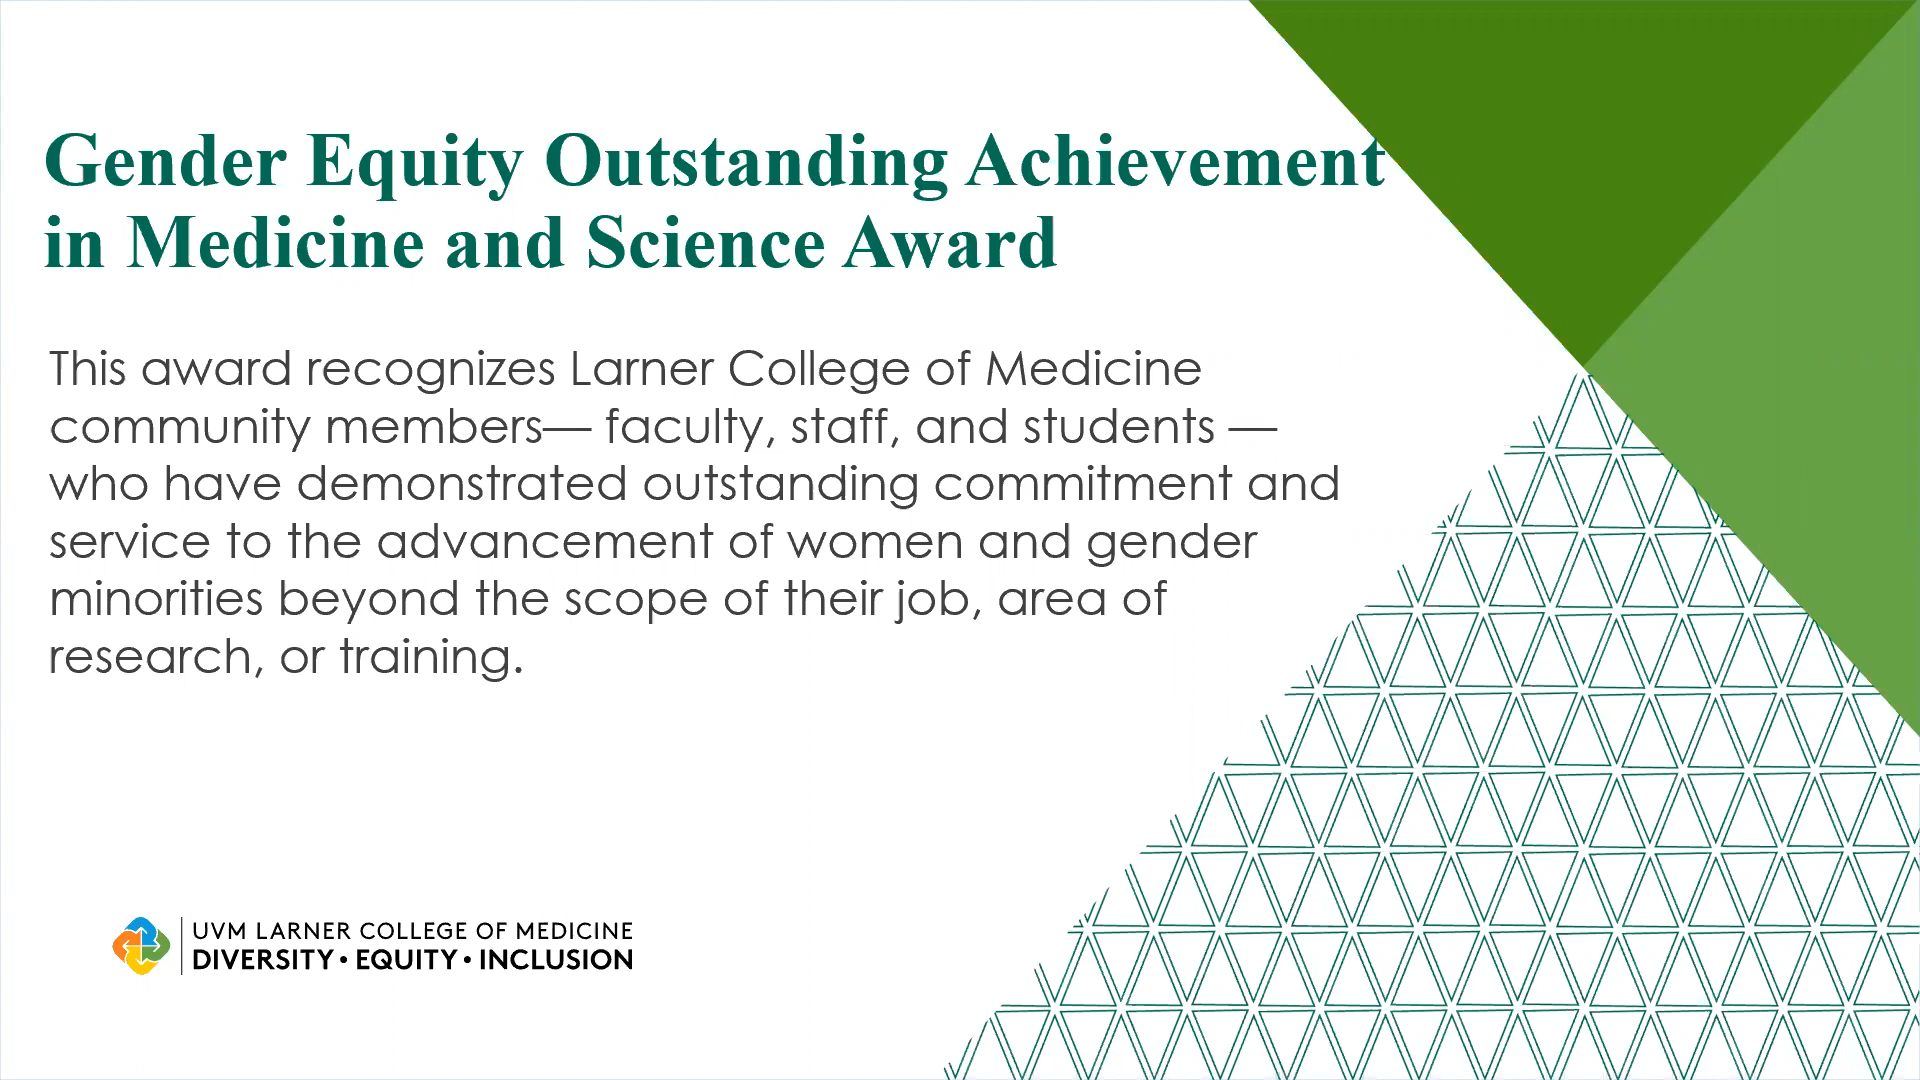 Gender Equity Outstanding Achievement
in Medicine and Science Award
This award recognizes Larner College of Medicine
community members— faculty, staff, and students —
who have demonstrated outstanding commitment and
service to the advancement of women and gender
minorities beyond the scope of their job, area of
research, or training.
UVM LARNER COLLEGE OF MEDICINE
DIVERSITY • EQUITY • INCLUSION